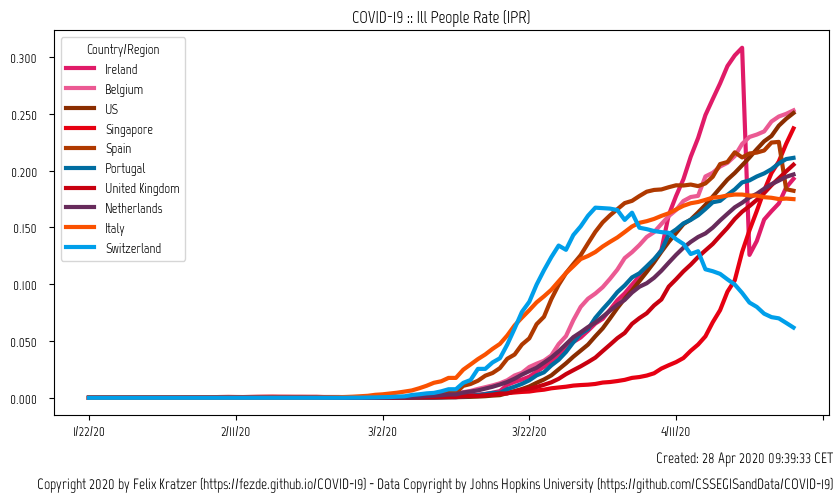 COVID-19 :: Ill People Rate (IPR)
Country/Region
Ireland
Belgium
US
Singapore
Spain
Portugal
United Kingdom
Netherlands
Italy
Switzerland
0.300
0.250
0.200
0.150
0.100
0.050
0.000
1/22/20 2/11/20 3/2/20 3/22/20 4/11/20
Created: 28 Apr 2020 09:39:33 CET
Copyright 2020 by Felix Kratzer (https://fezde.github.io/COVID-19) - Data Copyright by Johns Hopkins University (https://github.com/CSSEGISandData/COVID-19)